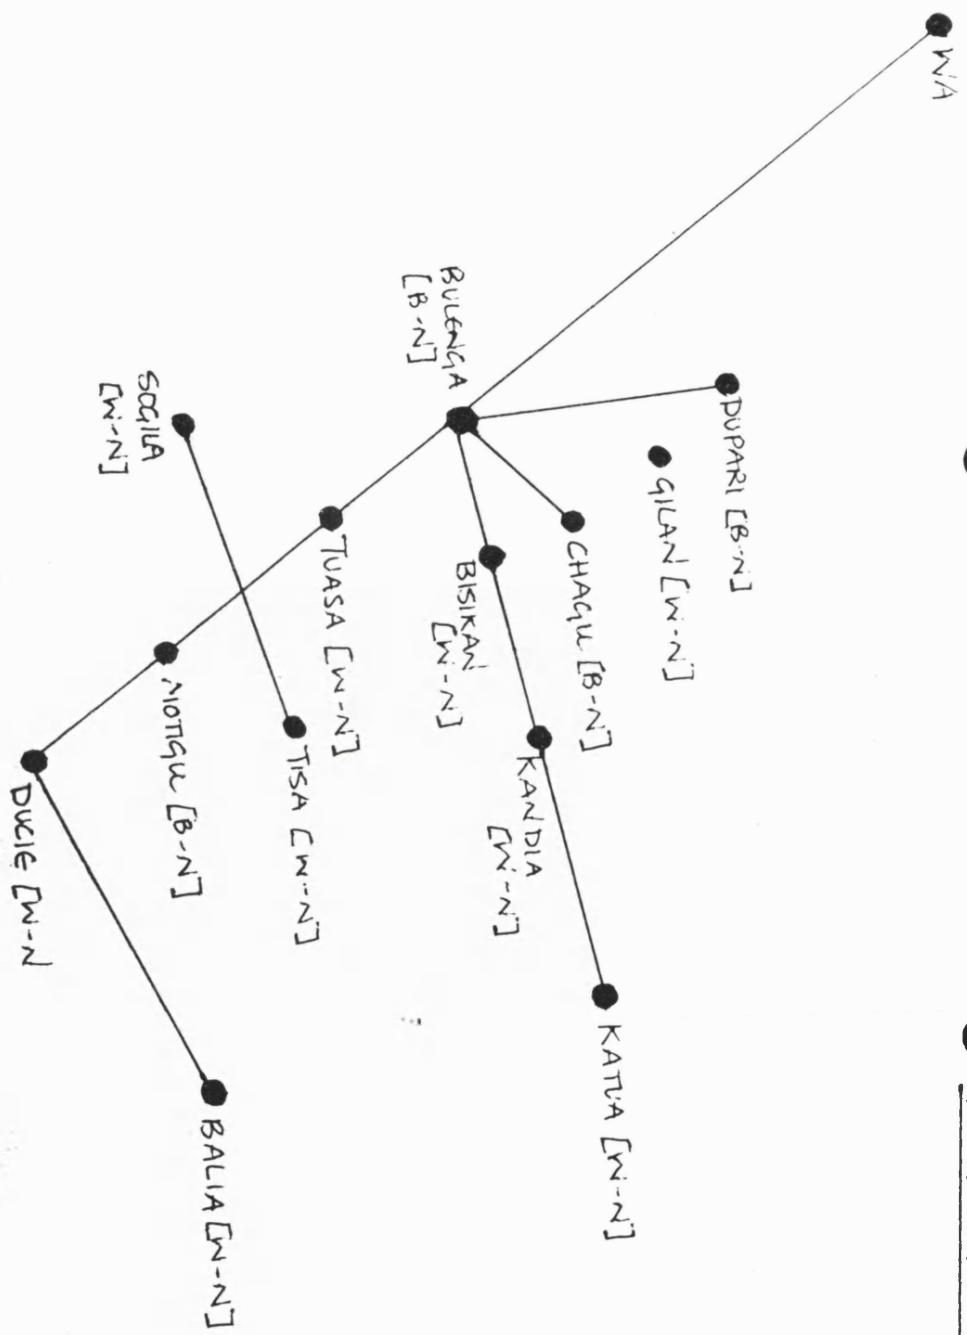 WA
DUPARI [B-N]
GILAN [W-N]
CHAGU [B-N]
BULENGA
[B-N]
BISIKAN
[W-N]
KANDIA
[W-N]
KATUA [W-N]
TUASA [W-N]
SOGILA
[W-N]
TISA [W-N]
MOTIGU [B-N]
DUCIE [W-N
BALIA [W-N]